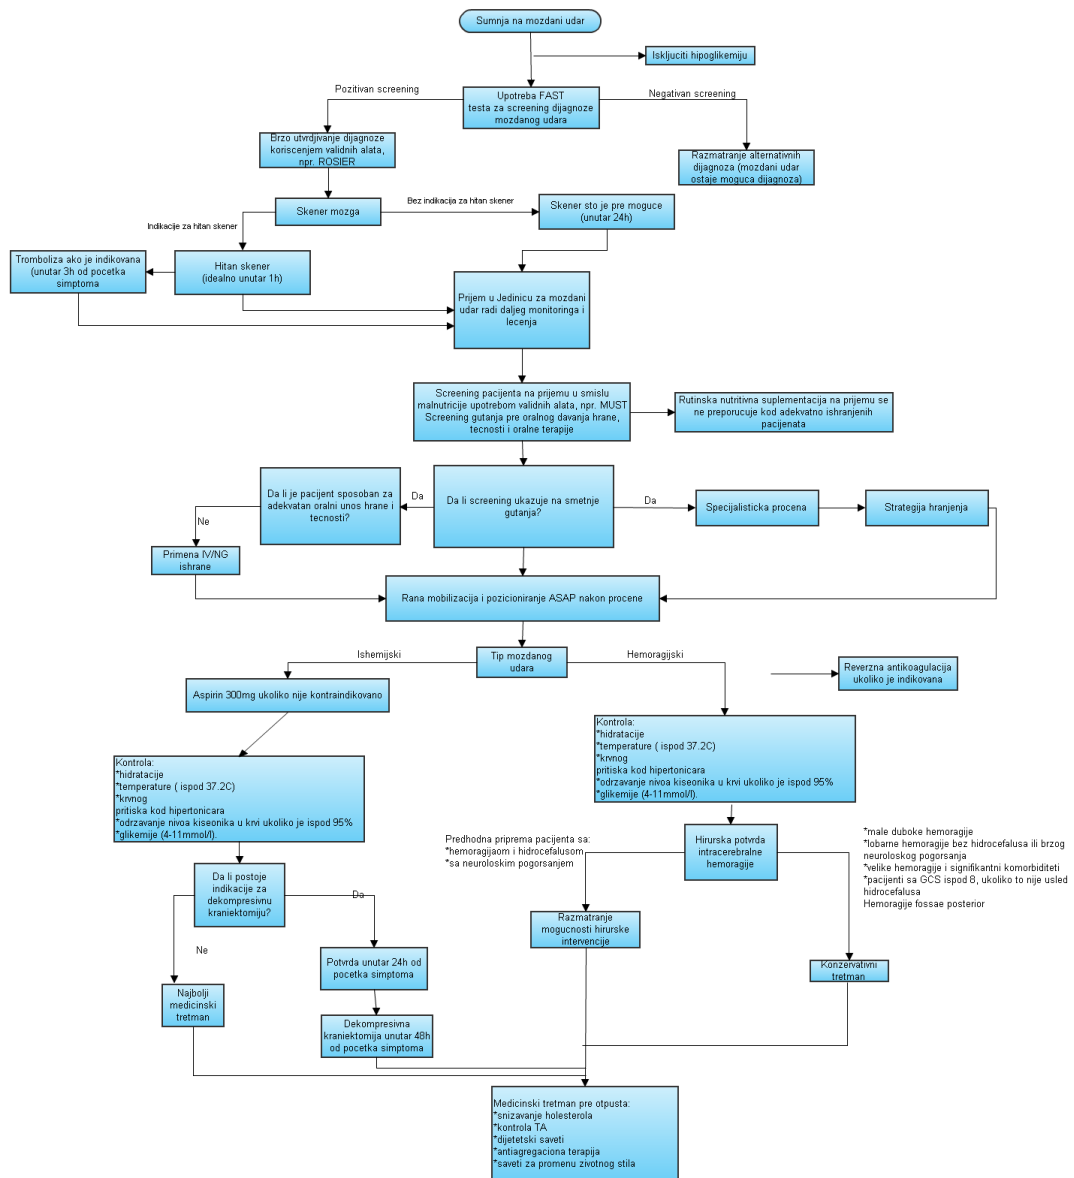 Sumnja na mozdani udar
Iskljuciti hipoglikemiju
Upotreba FAST
testa za screening dijagnoze
mozdanog udara
Pozitivan screening
Negativan screening
Brzo utvrdjivanje dijagnoze
koriscenjem validnih alata,
npr. ROSIER
Razmatranje alternativnih
dijagnoza (mozdani udar
ostaje moguca dijagnoza)
Skener mozga
Bez indikacija za hitan skener
Skener sto je pre moguce
(unutar 24h)
Indikacije za hitan skener
Tromboliza ako je indikovana
(unutar 3h od pocetka
simptoma
Hitan skener
(idealno unutar 1h)
Prijem u Jedinicu za mozdani
udar radi daljeg monitoringa i
lecenja
Screening pacijenta na prijemu u smislu
malnutricije upotrebom validnih alata, npr. MUST
Screening gutanja pre oralnog davanja hrane,
tecnosti i oralne terapije
Rutinska nutritivna suplementacija na prijemu se
ne preporucuje kod adekvatno ishranjenih
pacijenata
Da li je pacijent sposoban za
adekvatan oralni unos hrane i
tecnosti?
Da
Da li screening ukazuje na smetnje
gutanja?
Da
Specijalisticka procena
Strategija hranjenja
Ne
Primena IV/NG
ishrane
Rana mobilizacija i pozicioniranje ASAP nakon procene
Tip mozdanog
udara
Ishemijski
Hemoragijski
Reverzna antikoagulacija
ukoliko je indikovana
Aspirin 300mg ukoliko nije kontraindikovano
Kontrola:
*hidratacije
*temperature ( ispod 37.2C)
*krvnog
pritiska kod hipertonicara
*odrzavanje nivoa kiseonika u krvi ukoliko je ispod 95%
*glikemije (4-11mmol/l).
Kontrola:
*hidratacije
*temperature ( ispod 37.2C)
*krvnog
pritiska kod hipertonicara
*odrzavanje nivoa kiseonika u krvi ukoliko je ispod 95%
*glikemije (4-11mmol/l).
Predhodna priprema pacijenta sa:
*hemoragijaom i hidrocefalusom
*sa neuroloskim pogorsanjem
Hirurska potvrda
intracerebralne
hemoragije
*male duboke hemoragije
*lobarne hemoragije bez hidrocefalusa ili brzog
neuroloskog pogorsanja
*velike hemoragije i signifikantni komorbiditeti
*pacijenti sa GCS ispod 8, ukoliko to nije usled
hidrocefalusa
Hemoragije fossae posterior
Da li postoje
indikacije za
dekompresivnu
kraniektomiju?
Da
Ne
Razmatranje
mogucnosti hirurske
intervencije
Potvrda unutar 24h od
pocetka simptoma
Konzervativni
tretman
Najbolji
medicinski
tretman
Dekompresivna
kraniektomija unutar 48h
od pocetka simptoma
Medicinski tretman pre otpusta:
*snizavanje holesterola
*kontrola TA
*dijetetski saveti
*antiagregaciona terapija
*saveti za promenu zivotnog stila